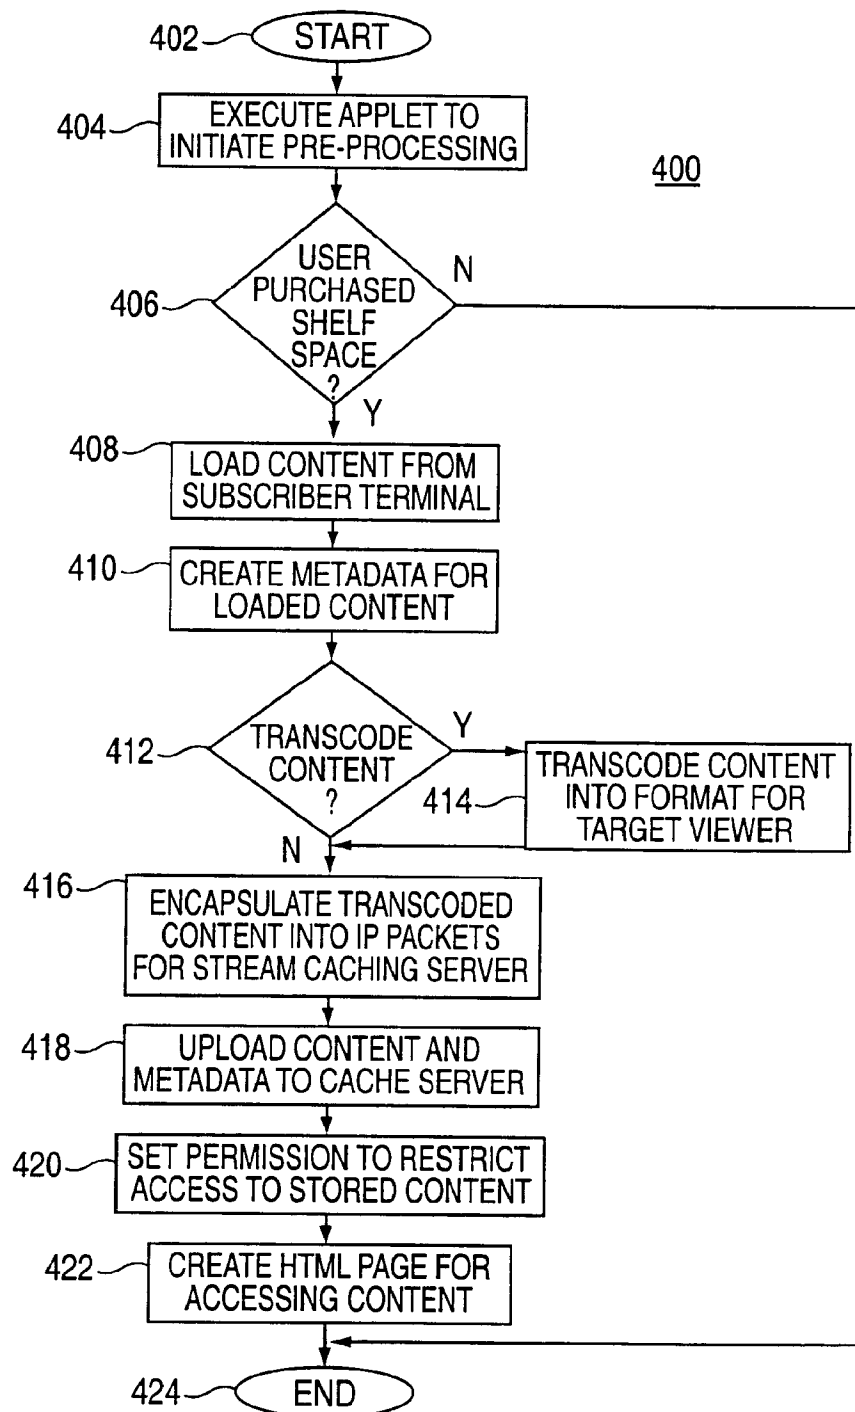 402
START
404
EXECUTE APPLET TO
INITIATE PRE-PROCESSING
400
406
USER
PURCHASED
SHELF
SPACE
?
N
Y
408
LOAD CONTENT FROM
SUBSCRIBER TERMINAL
410
CREATE METADATA FOR
LOADED CONTENT
412
TRANSCODE
CONTENT
?
Y
414
TRANSCODE CONTENT
INTO FORMAT FOR
TARGET VIEWER
N
416
ENCAPSULATE TRANSCODED
CONTENT INTO IP PACKETS
FOR STREAM CACHING SERVER
418
UPLOAD CONTENT AND
METADATA TO CACHE SERVER
420
SET PERMISSION TO RESTRICT
ACCESS TO STORED CONTENT
422
CREATE HTML PAGE FOR
ACCESSING CONTENT
424
END